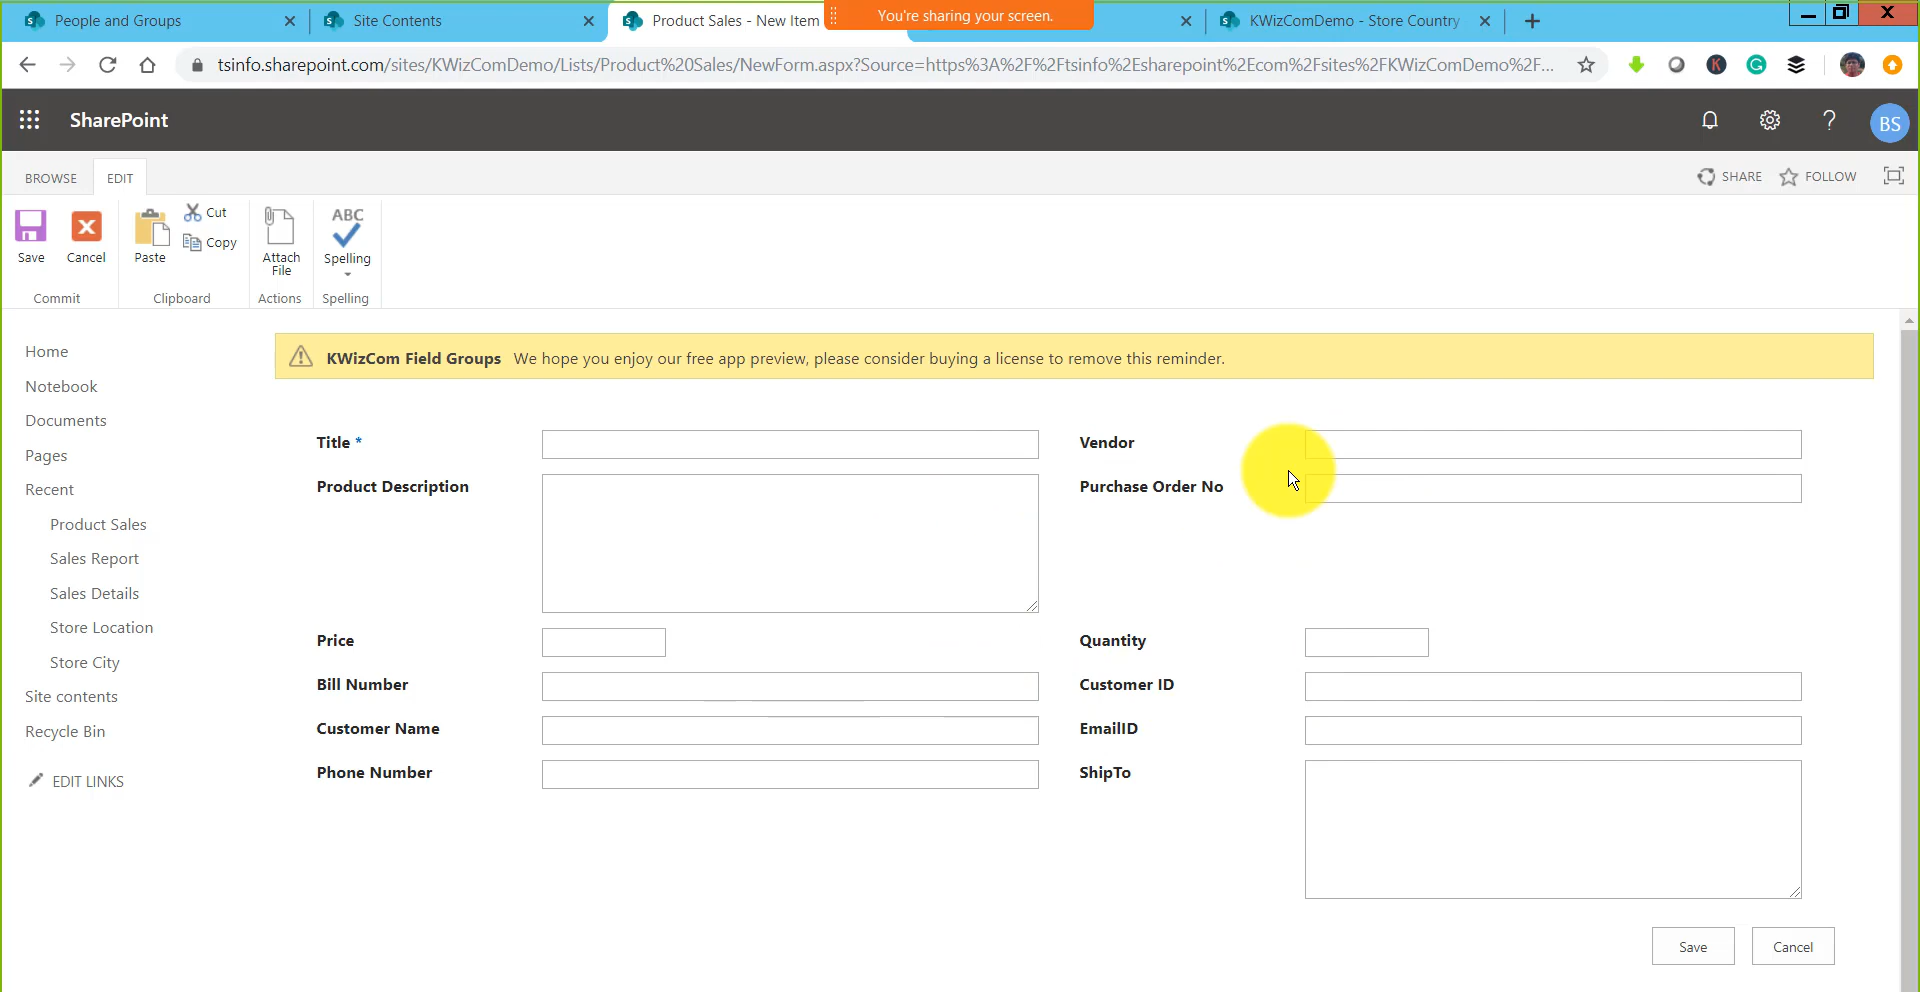 People and Groups
Site Contents
Product Sales - New Item
You're sharing your screen.
KWizComDemo - Store Country
tsinfo.sharepoint.com/sites/KWizComDemo/Lists/Product%20Sales/NewForm.aspx?Source=https%3A%2F%2Ftsinfo%2Esharepoint%2Ecom%2Fsites%2FKWizComDemo%2F...
K
SharePoint
?
BS
BROWSE
EDIT
SHARE
FOLLOW
Save
Cancel
Paste
Cut
Copy
Attach
File
ABC
Spelling
Commit
Clipboard
Actions
Spelling
Home
Notebook
Documents
Pages
Recent
Product Sales
Sales Report
Sales Details
Store Location
Store City
Site contents
Recycle Bin
EDIT LINKS
KWizCom Field Groups We hope you enjoy our free app preview, please consider buying a license to remove this reminder.
Title *
Vendor
Product Description
Purchase Order No
Price
Quantity
Bill Number
Customer ID
Customer Name
EmailID
Phone Number
ShipTo
Save
Cancel